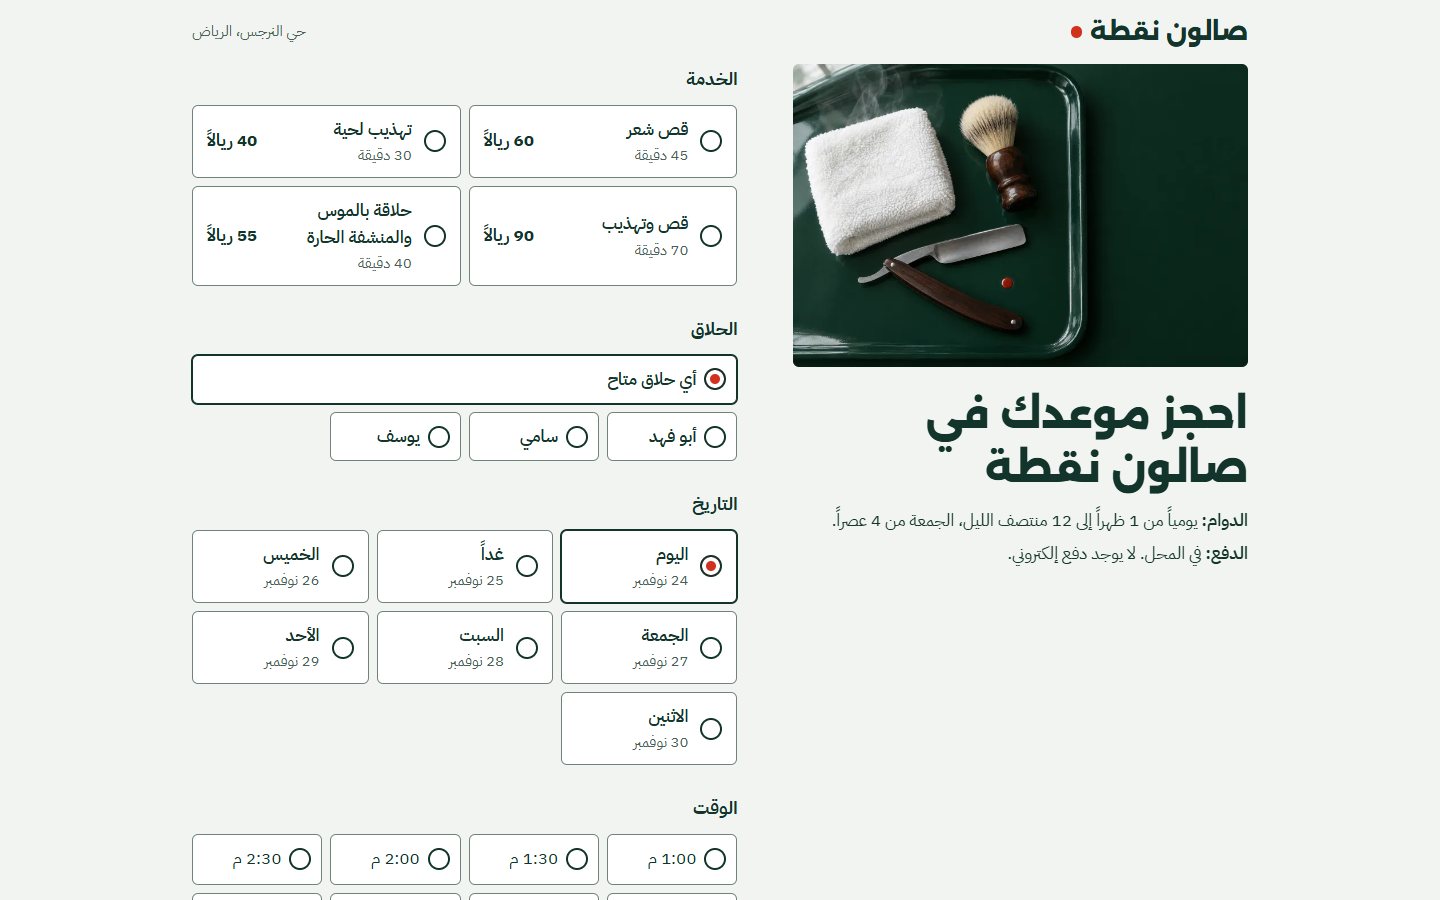 صالون نقطة
حي النرجس، الرياض
احجز موعدك في
صالون نقطة
الدوام: يومياً من 1 ظهراً إلى 12 منتصف الليل، الجمعة من 4 عصراً.
الدفع: في المحل. لا يوجد دفع إلكتروني.
الخدمة
قص شعر
45 دقيقة
60 ريالاً
تهذيب لحية
30 دقيقة
40 ريالاً
قص وتهذيب
70 دقيقة
90 ريالاً
حلاقة بالموس
والمنشفة الحارة
40 دقيقة
55 ريالاً
الحلاق
أي حلاق متاح
أبو فهد
سامي
يوسف
التاريخ
اليوم
24 نوفمبر
غداً
25 نوفمبر
الخميس
26 نوفمبر
الجمعة
27 نوفمبر
السبت
28 نوفمبر
الأحد
29 نوفمبر
الاثنين
30 نوفمبر
الوقت
1:00 م
1:30 م
2:00 م
2:30 م